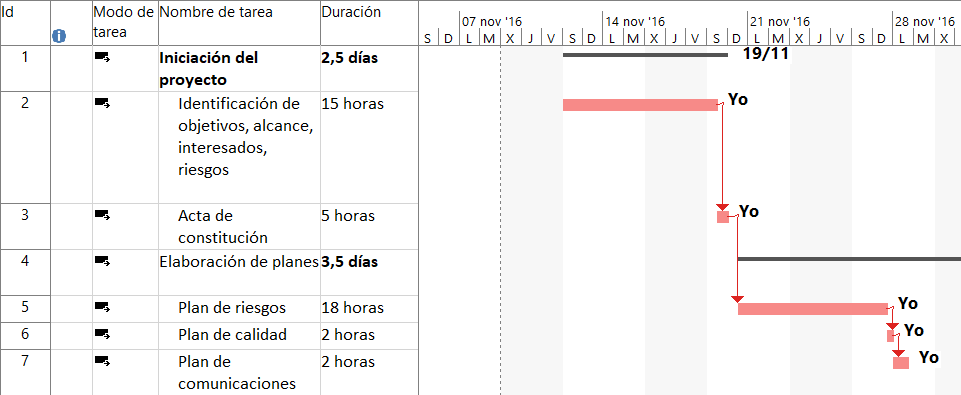 Id
Modo de tarea
Nombre de tarea
Duración
07 nov '16
14 nov '16
21 nov '16
28 nov '16
S D L M X J V S D L M X J V S D L M X J V S D L M X
1
Iniciación del
proyecto
2,5 días
19/11
2
Identificación de
objetivos, alcance,
interesados,
riesgos
15 horas
Yo
3
Acta de
constitución
5 horas
Yo
4
Elaboración de planes
3,5 días
5
Plan de riesgos
18 horas
Yo
6
Plan de calidad
2 horas
Yo
7
Plan de
comunicaciones
2 horas
Yo